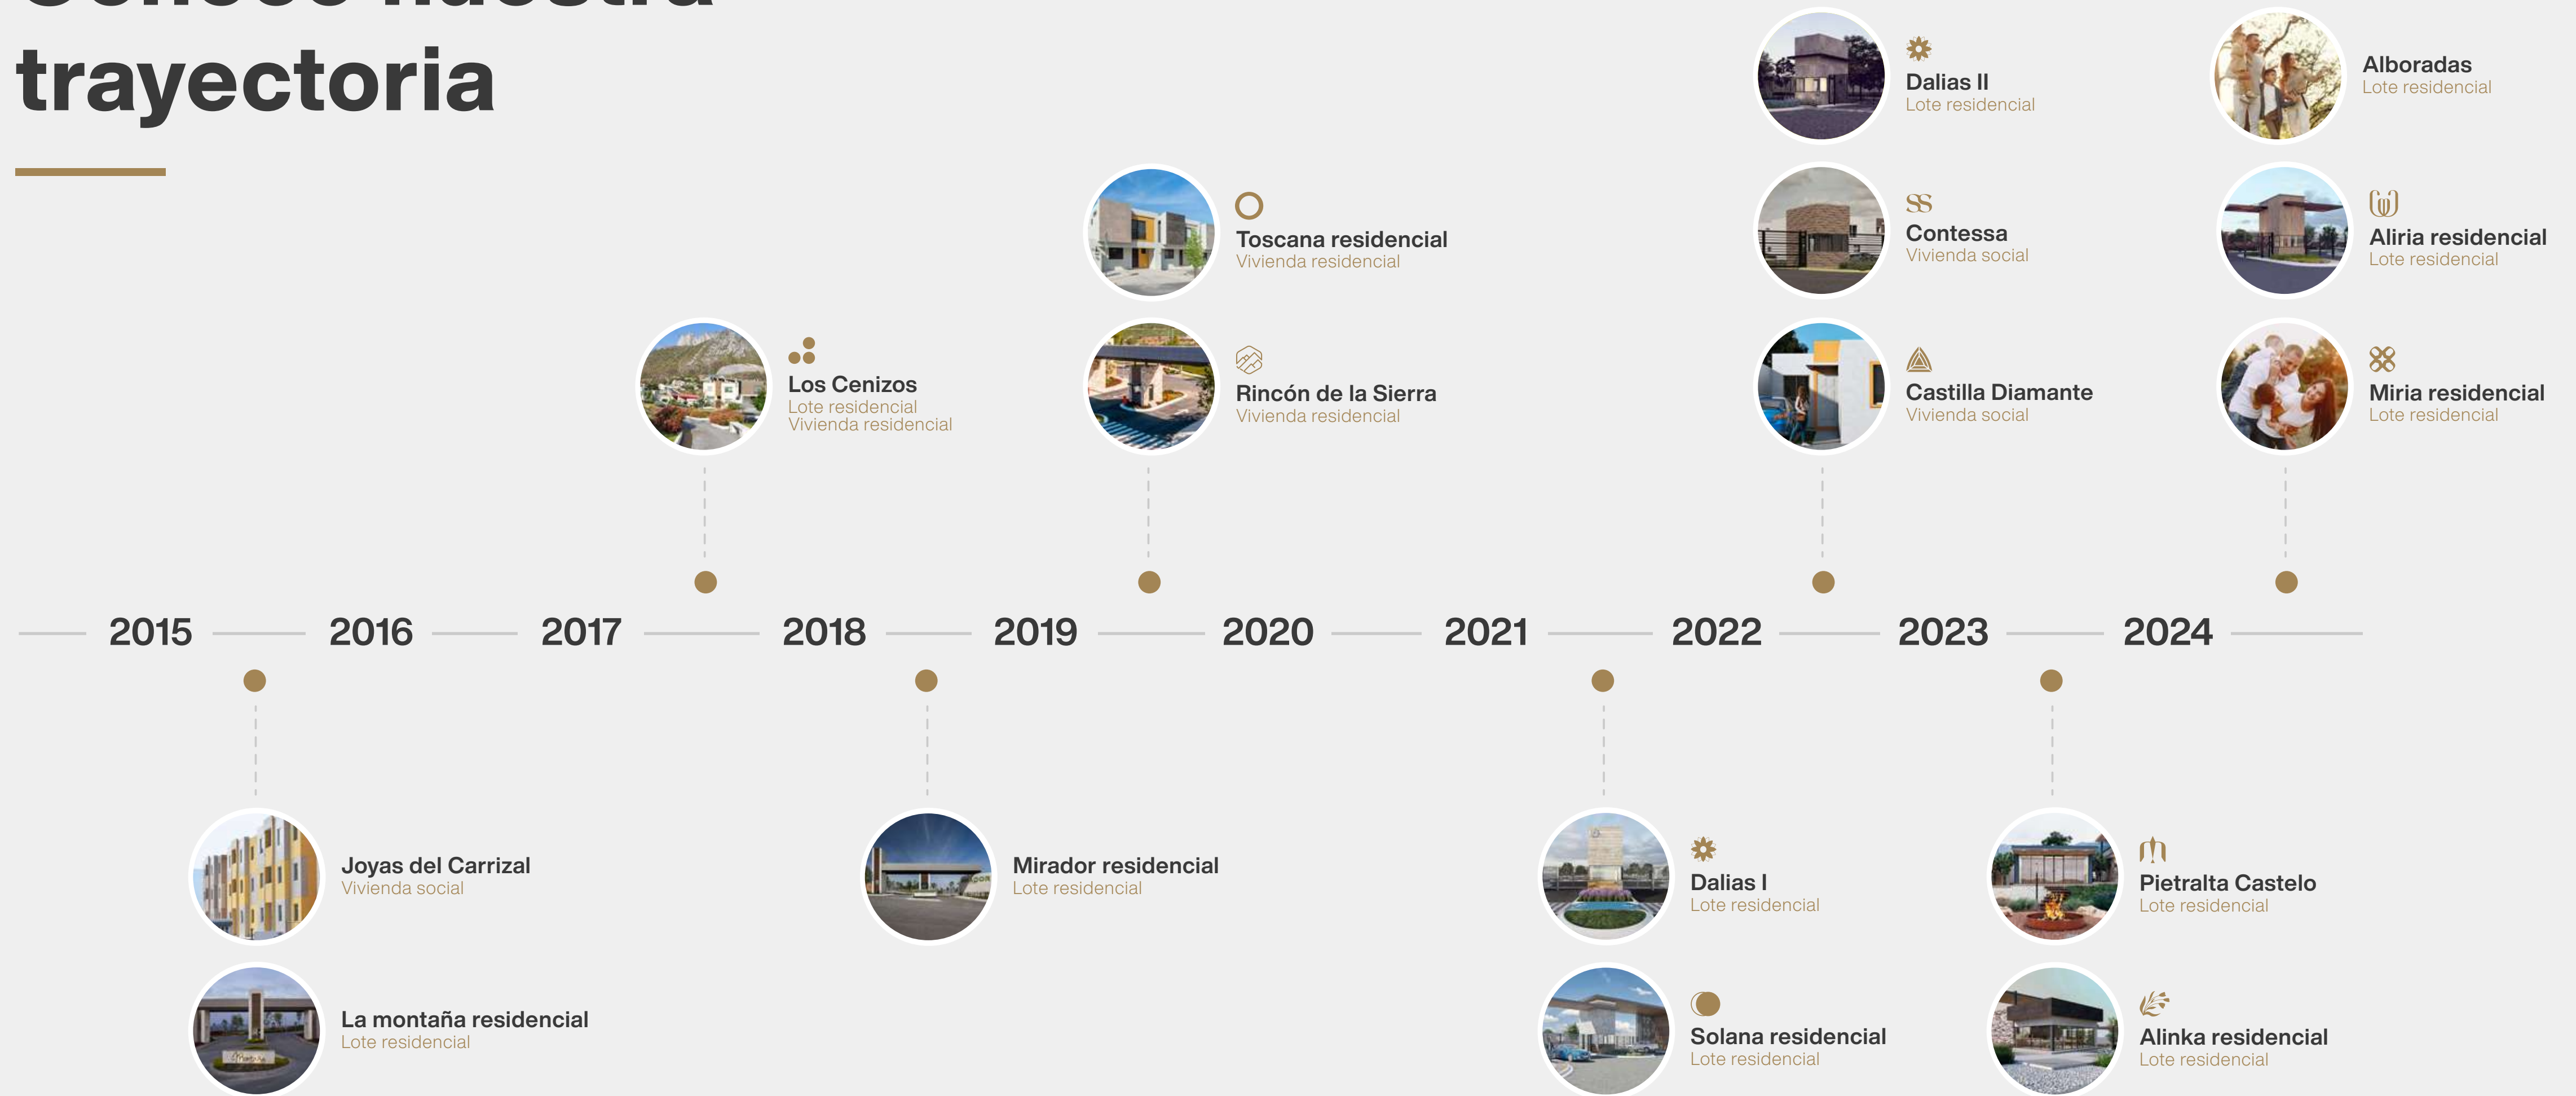 Conoce nuestra
trayectoria
Dalias II
Lote residencial
Alboradas
Lote residencial
Toscana residencial
Vivienda residencial
Contessa
Vivienda social
Aliria residencial
Lote residencial
Los Cenizos
Lote residencial
Vivienda residencial
Rincón de la Sierra
Vivienda residencial
Castilla Diamante
Vivienda social
Miria residencial
Lote residencial
2015 2016 2017 2018 2019 2020 2021 2022 2023 2024
Joyas del Carrizal
Vivienda social
Mirador residencial
Lote residencial
Dalias I
Lote residencial
Pietralta Castelo
Lote residencial
La montaña residencial
Lote residencial
Solana residencial
Lote residencial
Alinka residencial
Lote residencial